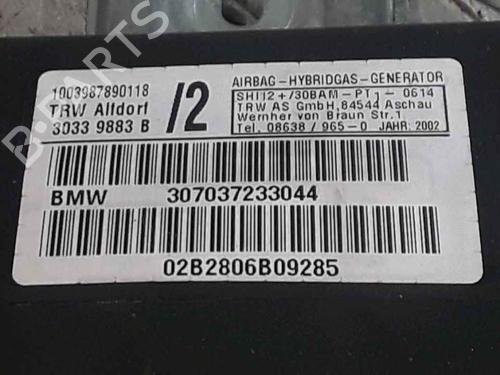 1003987890118
TRW Alfdorf
3033 9883 B
/2
AIRBAG-HYBRIDGAS-GENERATOR
SHI12+/30BAM-PT1-0614
TRW AS GmbH, 84544 Aschau
Wernher von Braun Str.1
Tel. 08638/965-0 JAHR: 2002
BMW 307037233044
02B2806B09285
B-PARTS